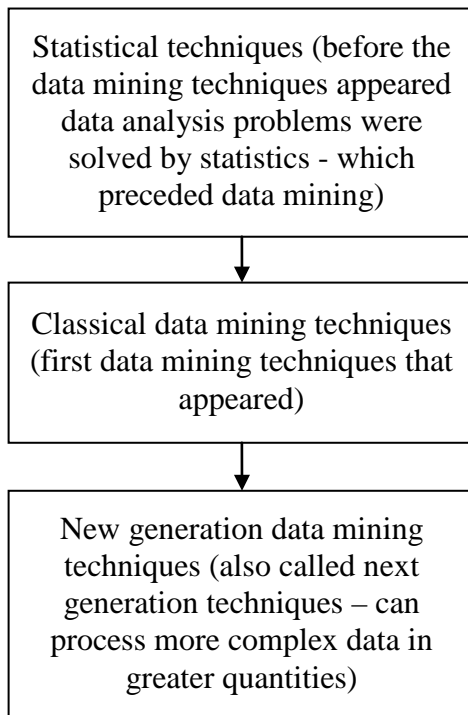 Statistical techniques (before the
data mining techniques appeared
data analysis problems were
solved by statistics - which
preceded data mining)
Classical data mining techniques
(first data mining techniques that
appeared)
New generation data mining
techniques (also called next
generation techniques – can
process more complex data in
greater quantities)